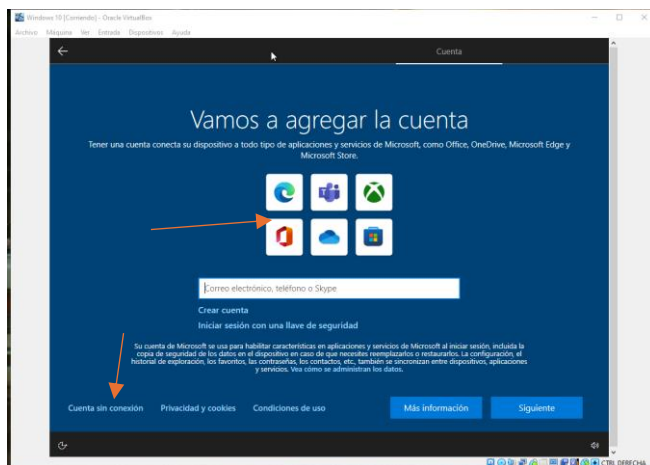 Windows 10 [Corriendo] - Oracle VirtualBox
Archivo Máquina Ver Entrada Dispositivos Ayuda
Cuenta
Vamos a agregar la cuenta
Tener una cuenta conecta su dispositivo a todo tipo de aplicaciones y servicios de Microsoft, como Office, OneDrive, Microsoft Edge y
Microsoft Store.
Correo electrónico, teléfono o Skype
Crear cuenta
Iniciar sesión con una llave de seguridad
Su cuenta de Microsoft se usa para habilitar características en aplicaciones y servicios de Microsoft al iniciar sesión, incluida la
copia de seguridad de los datos en el dispositivo en caso de que necesites reemplazarlos o restaurarlos. La configuración, el
historial de exploración, los favoritos, las contraseñas, los contactos, etc., también se sincronizan entre dispositivos, aplicaciones
y servicios. Vea cómo se administran los datos.
Cuenta sin conexión Privacidad y cookies Condiciones de uso Más información Siguiente
CTRL DERECHA